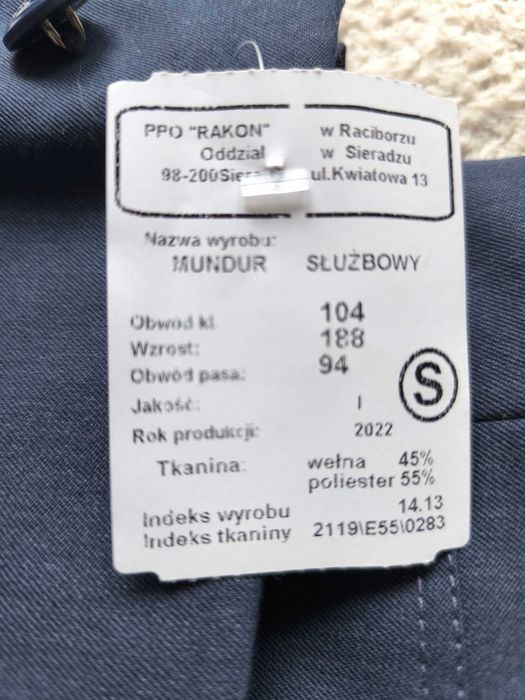 PPO "RAKON" w Raciborzu
Oddział w Sieradzu
98-200 ul.Kwiatowa 13
Nazwa wyrobu:
MUNDUR SŁUŻBOWY
Obwód kl. 104
Wzrost: 188
Obwód pasa: 94
S
Jakość: I
Rok produkcji: 2022
Tkanina: wełna 45%
poliester 55%
Indeks wyrobu 14.13
Indeks tkaniny 2119\E55\0283